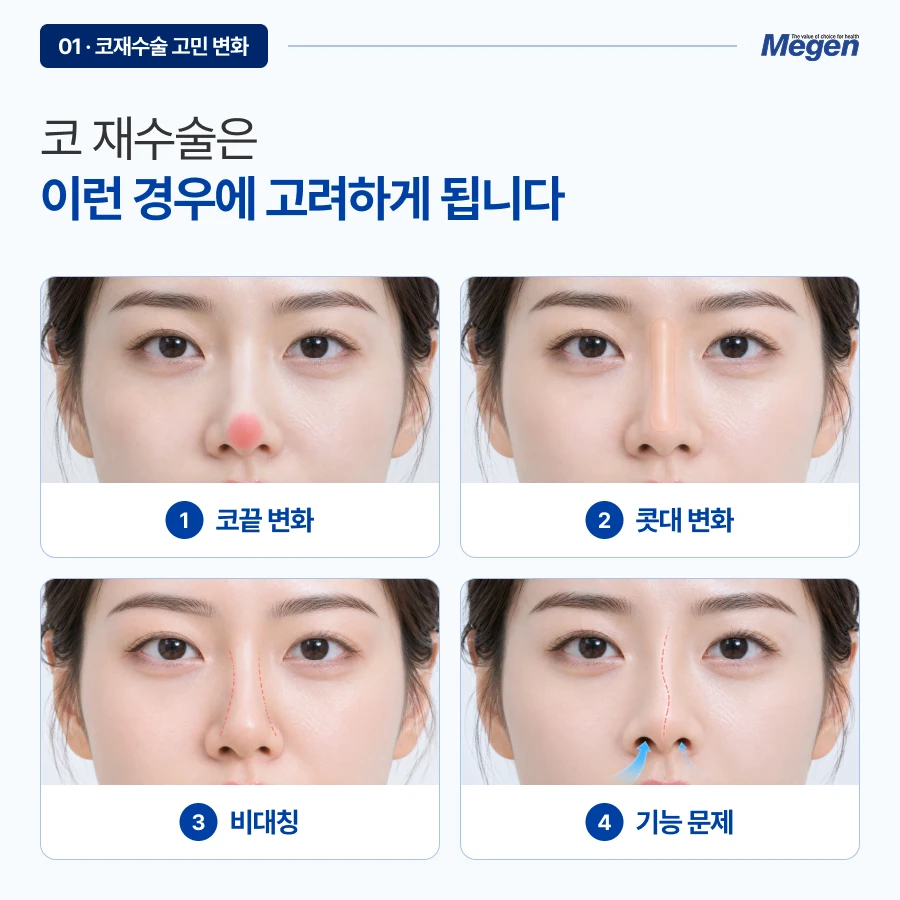 01 · 코재수술 고민 변화
The value of choice for health
Megen
코 재수술은
이런 경우에 고려하게 됩니다
1 코끝 변화
2 콧대 변화
3 비대칭
4 기능 문제